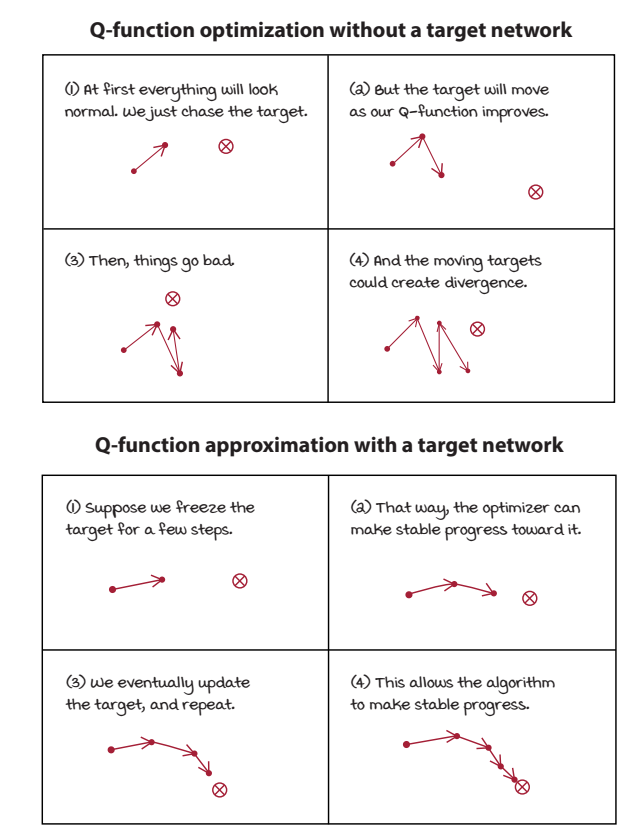 Q-function optimization without a target network
(1) At first everything will look
normal. We just chase the target.
(2) But the target will move
as our Q-function improves.
(3) Then, things go bad.
(4) And the moving targets
could create divergence.
Q-function approximation with a target network
(1) Suppose we freeze the
target for a few steps.
(2) That way, the optimizer can
make stable progress toward it.
(3) We eventually update
the target, and repeat.
(4) This allows the algorithm
to make stable progress.